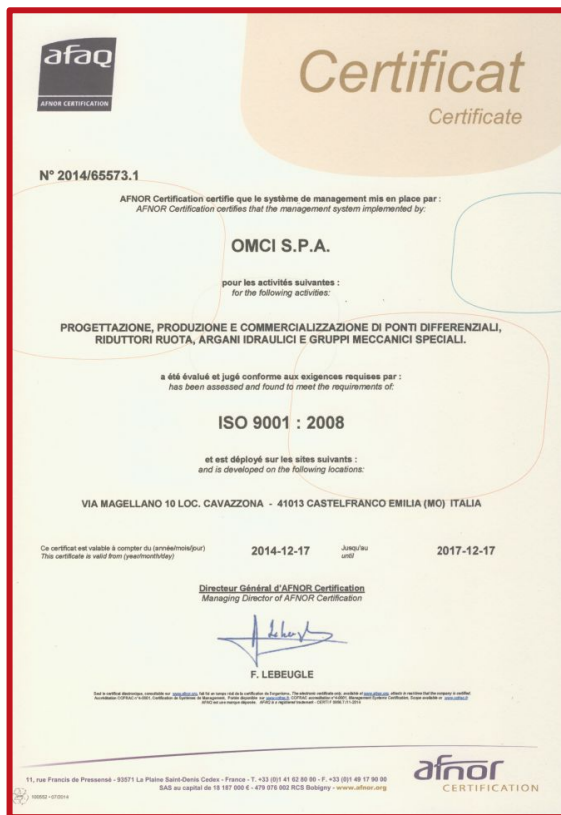 afaq
AFNOR CERTIFICATION
Certificat
Certificate
N° 2014/65573.1
AFNOR Certification certifie que le système de management mis en place par :
AFNOR Certification certifies that the management system implemented by:
OMCI S.P.A.
pour les activités suivantes :
for the following activities:
PROGETTAZIONE, PRODUZIONE E COMMERCIALIZZAZIONE DI PONTI DIFFERENZIALI,
RIDUTTORI RUOTA, ARGANI IDRAULICI E GRUPPI MECCANICI SPECIALI.
a été évalué et jugé conforme aux exigences requises par :
has been assessed and found to meet the requirements of:
ISO 9001 : 2008
et est déployé sur les sites suivants :
and is developed on the following locations:
VIA MAGELLANO 10 LOC. CAVAZZONA - 41013 CASTELFRANCO EMILIA (MO) ITALIA
Ce certificat est valable à compter du (année/mois/jour) 2014-12-17 Jusqu'au 2017-12-17
This certificate is valid from (year/month/day) until
Directeur Général d'AFNOR Certification
Managing Director of AFNOR Certification
F. LEBEUGLE
11, rue Francis de Pressensé - 93571 La Plaine Saint-Denis Cedex - France - T. +33 (0)1 41 62 80 00 - F. +33 (0)1 49 17 90 00
SAS au capital de 18 187 000 € - 479 076 002 RCS Bobigny - www.afnor.org
afnor
CERTIFICATION